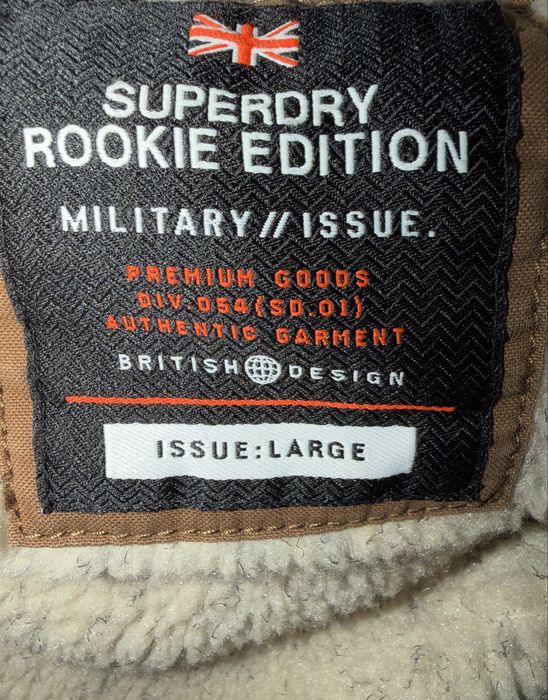 SUPERDRY
ROOKIE EDITION
MILITARY//ISSUE.
PREMIUM GOODS
DIV.054(SD.01)
AUTHENTIC GARMENT
BRITISH DESIGN
ISSUE:LARGE